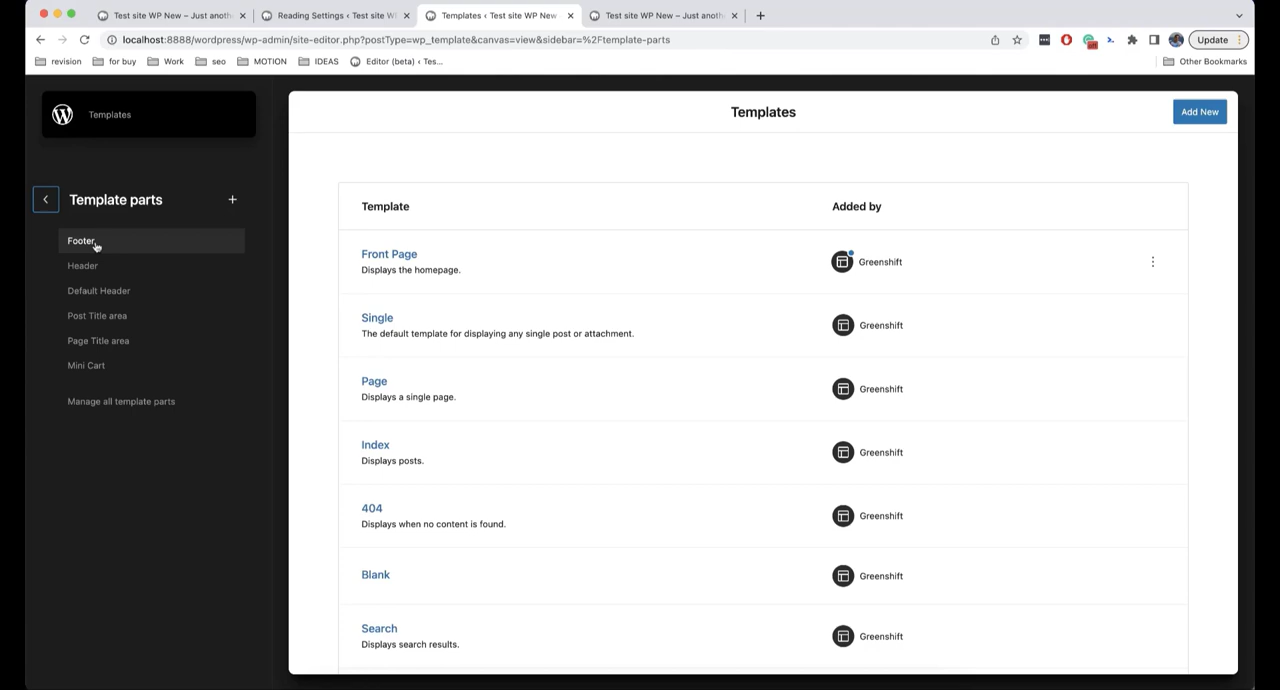 Test site WP New – Just anoth
Reading Settings ‹ Test site W
Templates ‹ Test site WP New
Test site WP New – Just anoth
localhost:8888/wordpress/wp-admin/site-editor.php?postType=wp_template&canvas=view&sidebar=%2Ftemplate-parts
Update
revision
for buy
Work
seo
MOTION
IDEAS
Editor (beta) ‹ Tes...
Other Bookmarks
Templates
Template parts
Footer
Header
Default Header
Post Title area
Page Title area
Mini Cart
Manage all template parts
Templates
Add New
Template
Added by
Front Page
Displays the homepage.
Greenshift
Single
The default template for displaying any single post or attachment.
Greenshift
Page
Displays a single page.
Greenshift
Index
Displays posts.
Greenshift
404
Displays when no content is found.
Greenshift
Blank
Greenshift
Search
Displays search results.
Greenshift